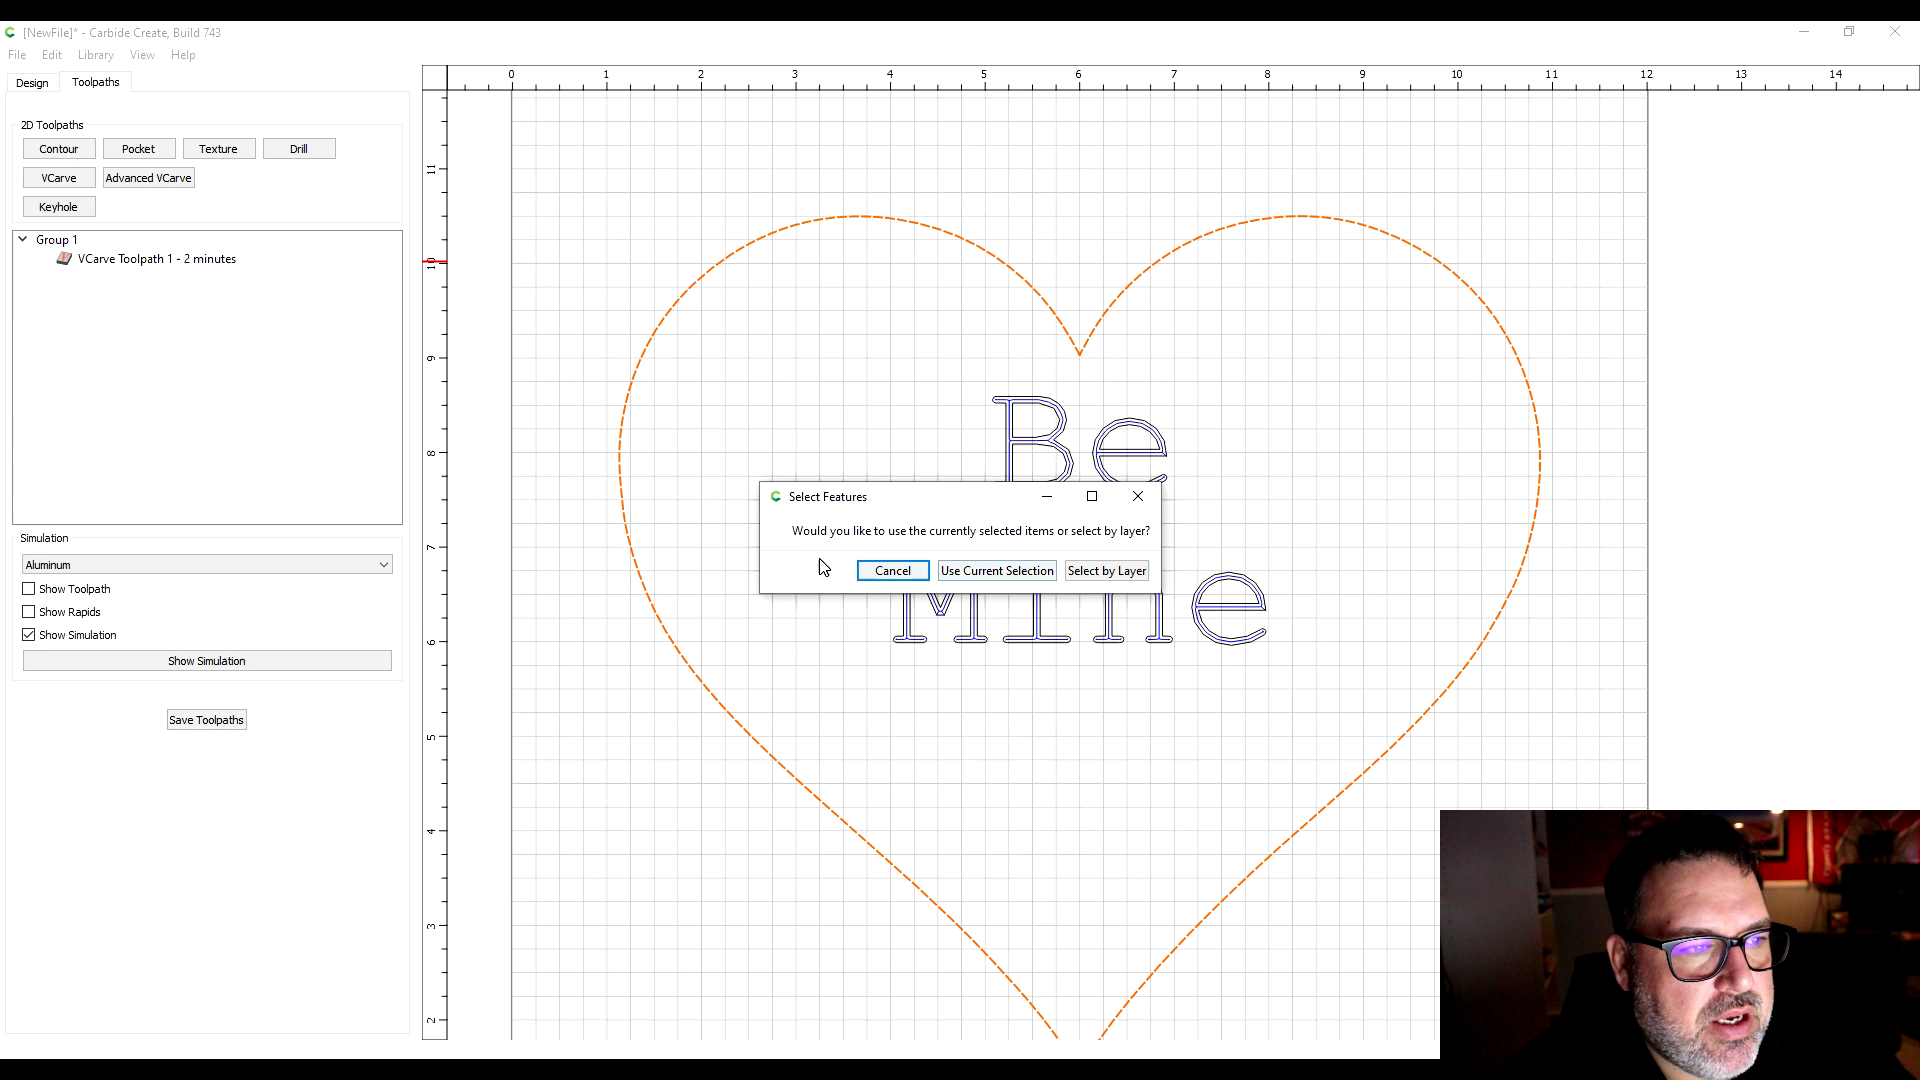 [NewFile]* - Carbide Create, Build 743
File Edit Library View Help
Design Toolpaths
2D Toolpaths
Contour Pocket Texture Drill
VCarve Advanced VCarve
Keyhole
Group 1
VCarve Toolpath 1 - 2 minutes
Simulation
Aluminum
Show Toolpath
Show Rapids
Show Simulation
Show Simulation
Save Toolpaths
0 1 2 3 4 5 6 7 8 9 10 11 12 13 14
11
10
9
8
7
6
5
4
3
2
Be
Select Features
Would you like to use the currently selected items or select by layer?
Cancel Use Current Selection Select by Layer
Mine